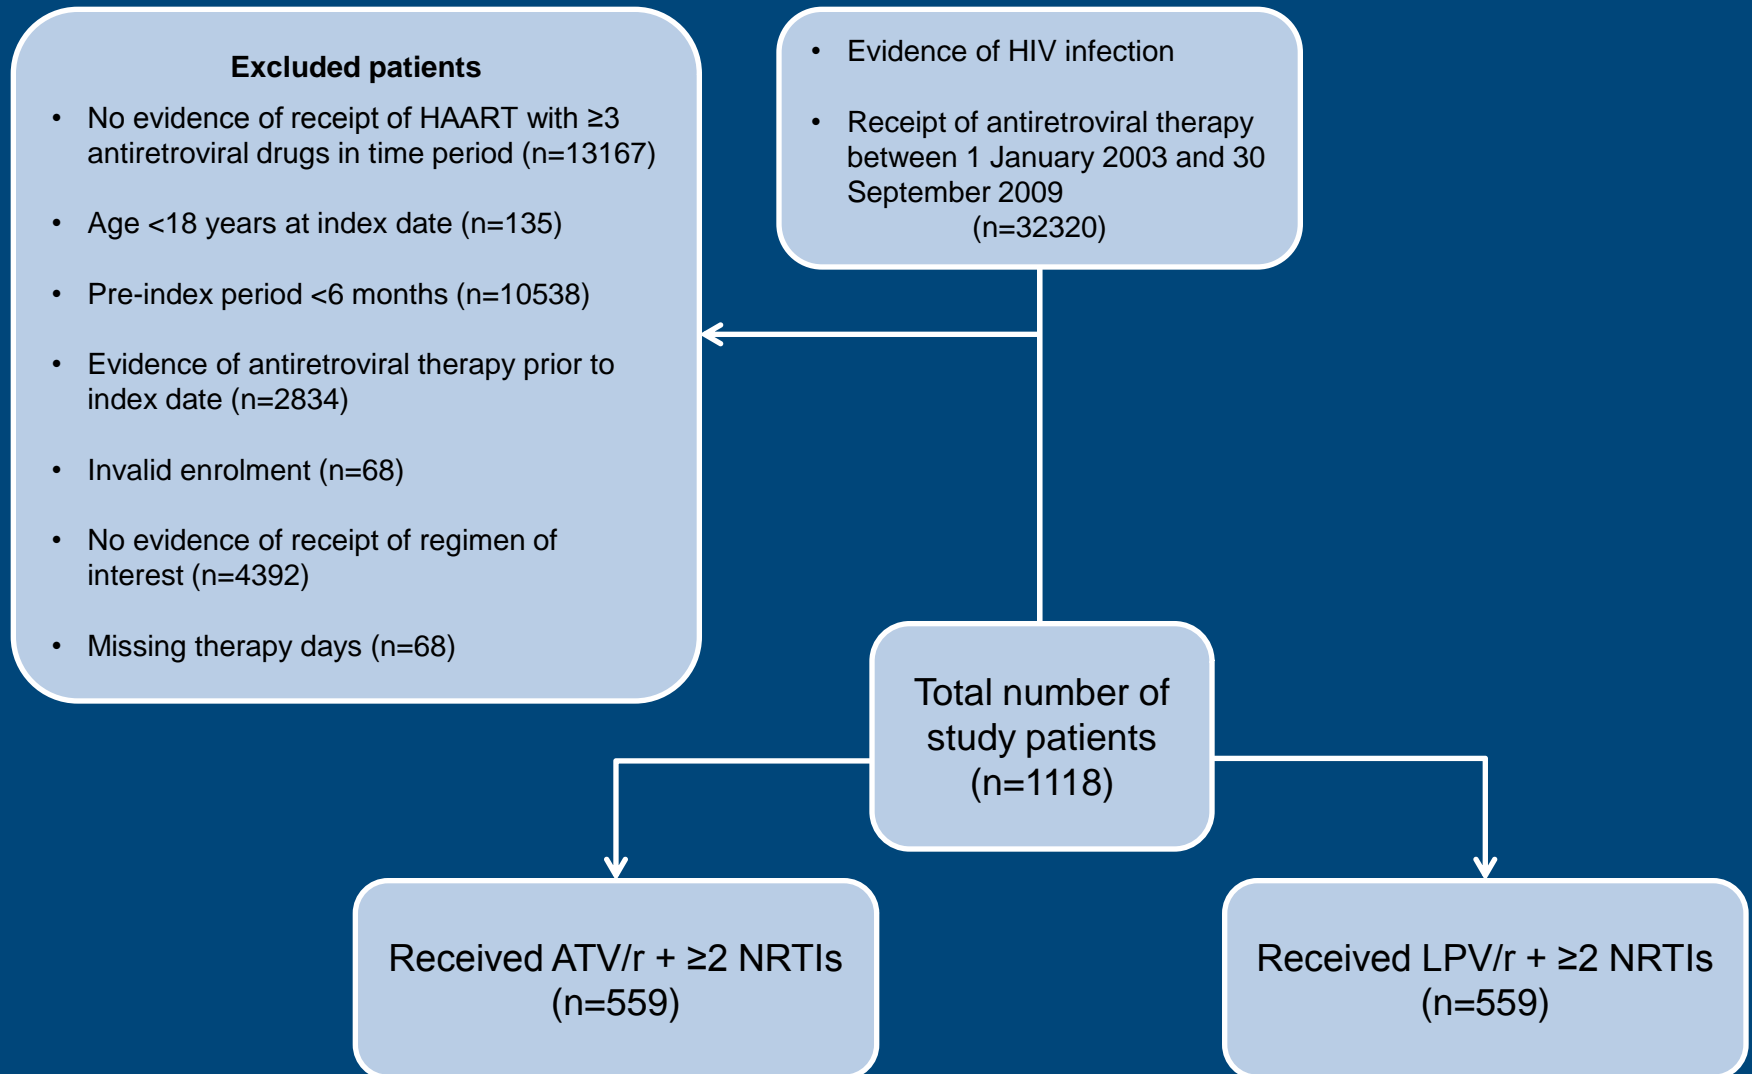 Excluded patients
• No evidence of receipt of HAART with ≥3
antiretroviral drugs in time period (n=13167)
• Age <18 years at index date (n=135)
• Pre-index period <6 months (n=10538)
• Evidence of antiretroviral therapy prior to
index date (n=2834)
• Invalid enrolment (n=68)
• No evidence of receipt of regimen of
interest (n=4392)
• Missing therapy days (n=68)
• Evidence of HIV infection
• Receipt of antiretroviral therapy
between 1 January 2003 and 30
September 2009
(n=32320)
Total number of
study patients
(n=1118)
Received ATV/r + ≥2 NRTIs
(n=559)
Received LPV/r + ≥2 NRTIs
(n=559)